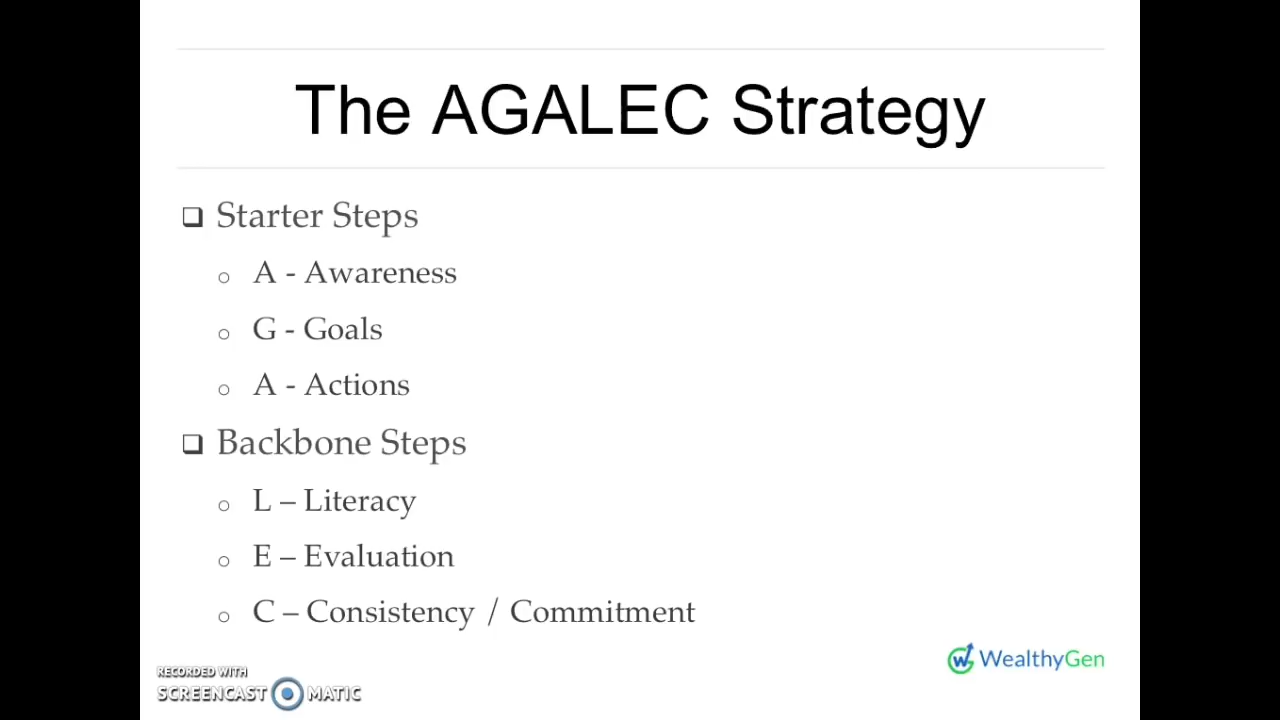 The AGALEC Strategy
Starter Steps
A - Awareness
G - Goals
A - Actions
Backbone Steps
L – Literacy
E – Evaluation
C – Consistency / Commitment
WealthyGen
RECORDED WITH
SCREENCAST MATIC